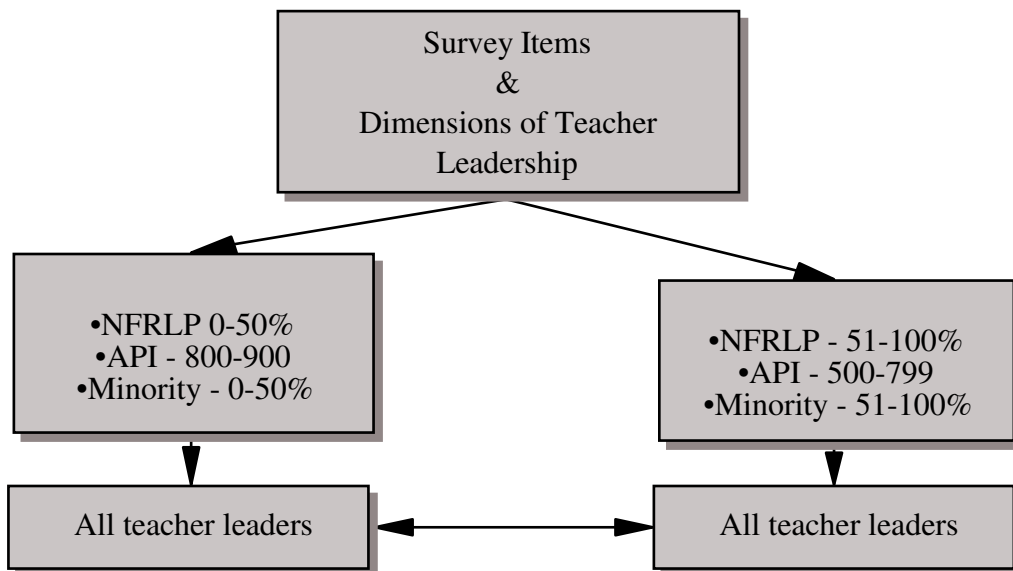 Survey Items
&
Dimensions of Teacher
Leadership
•NFRLP 0-50%
•API - 800-900
•Minority - 0-50%
•NFRLP - 51-100%
•API - 500-799
•Minority - 51-100%
All teacher leaders
All teacher leaders